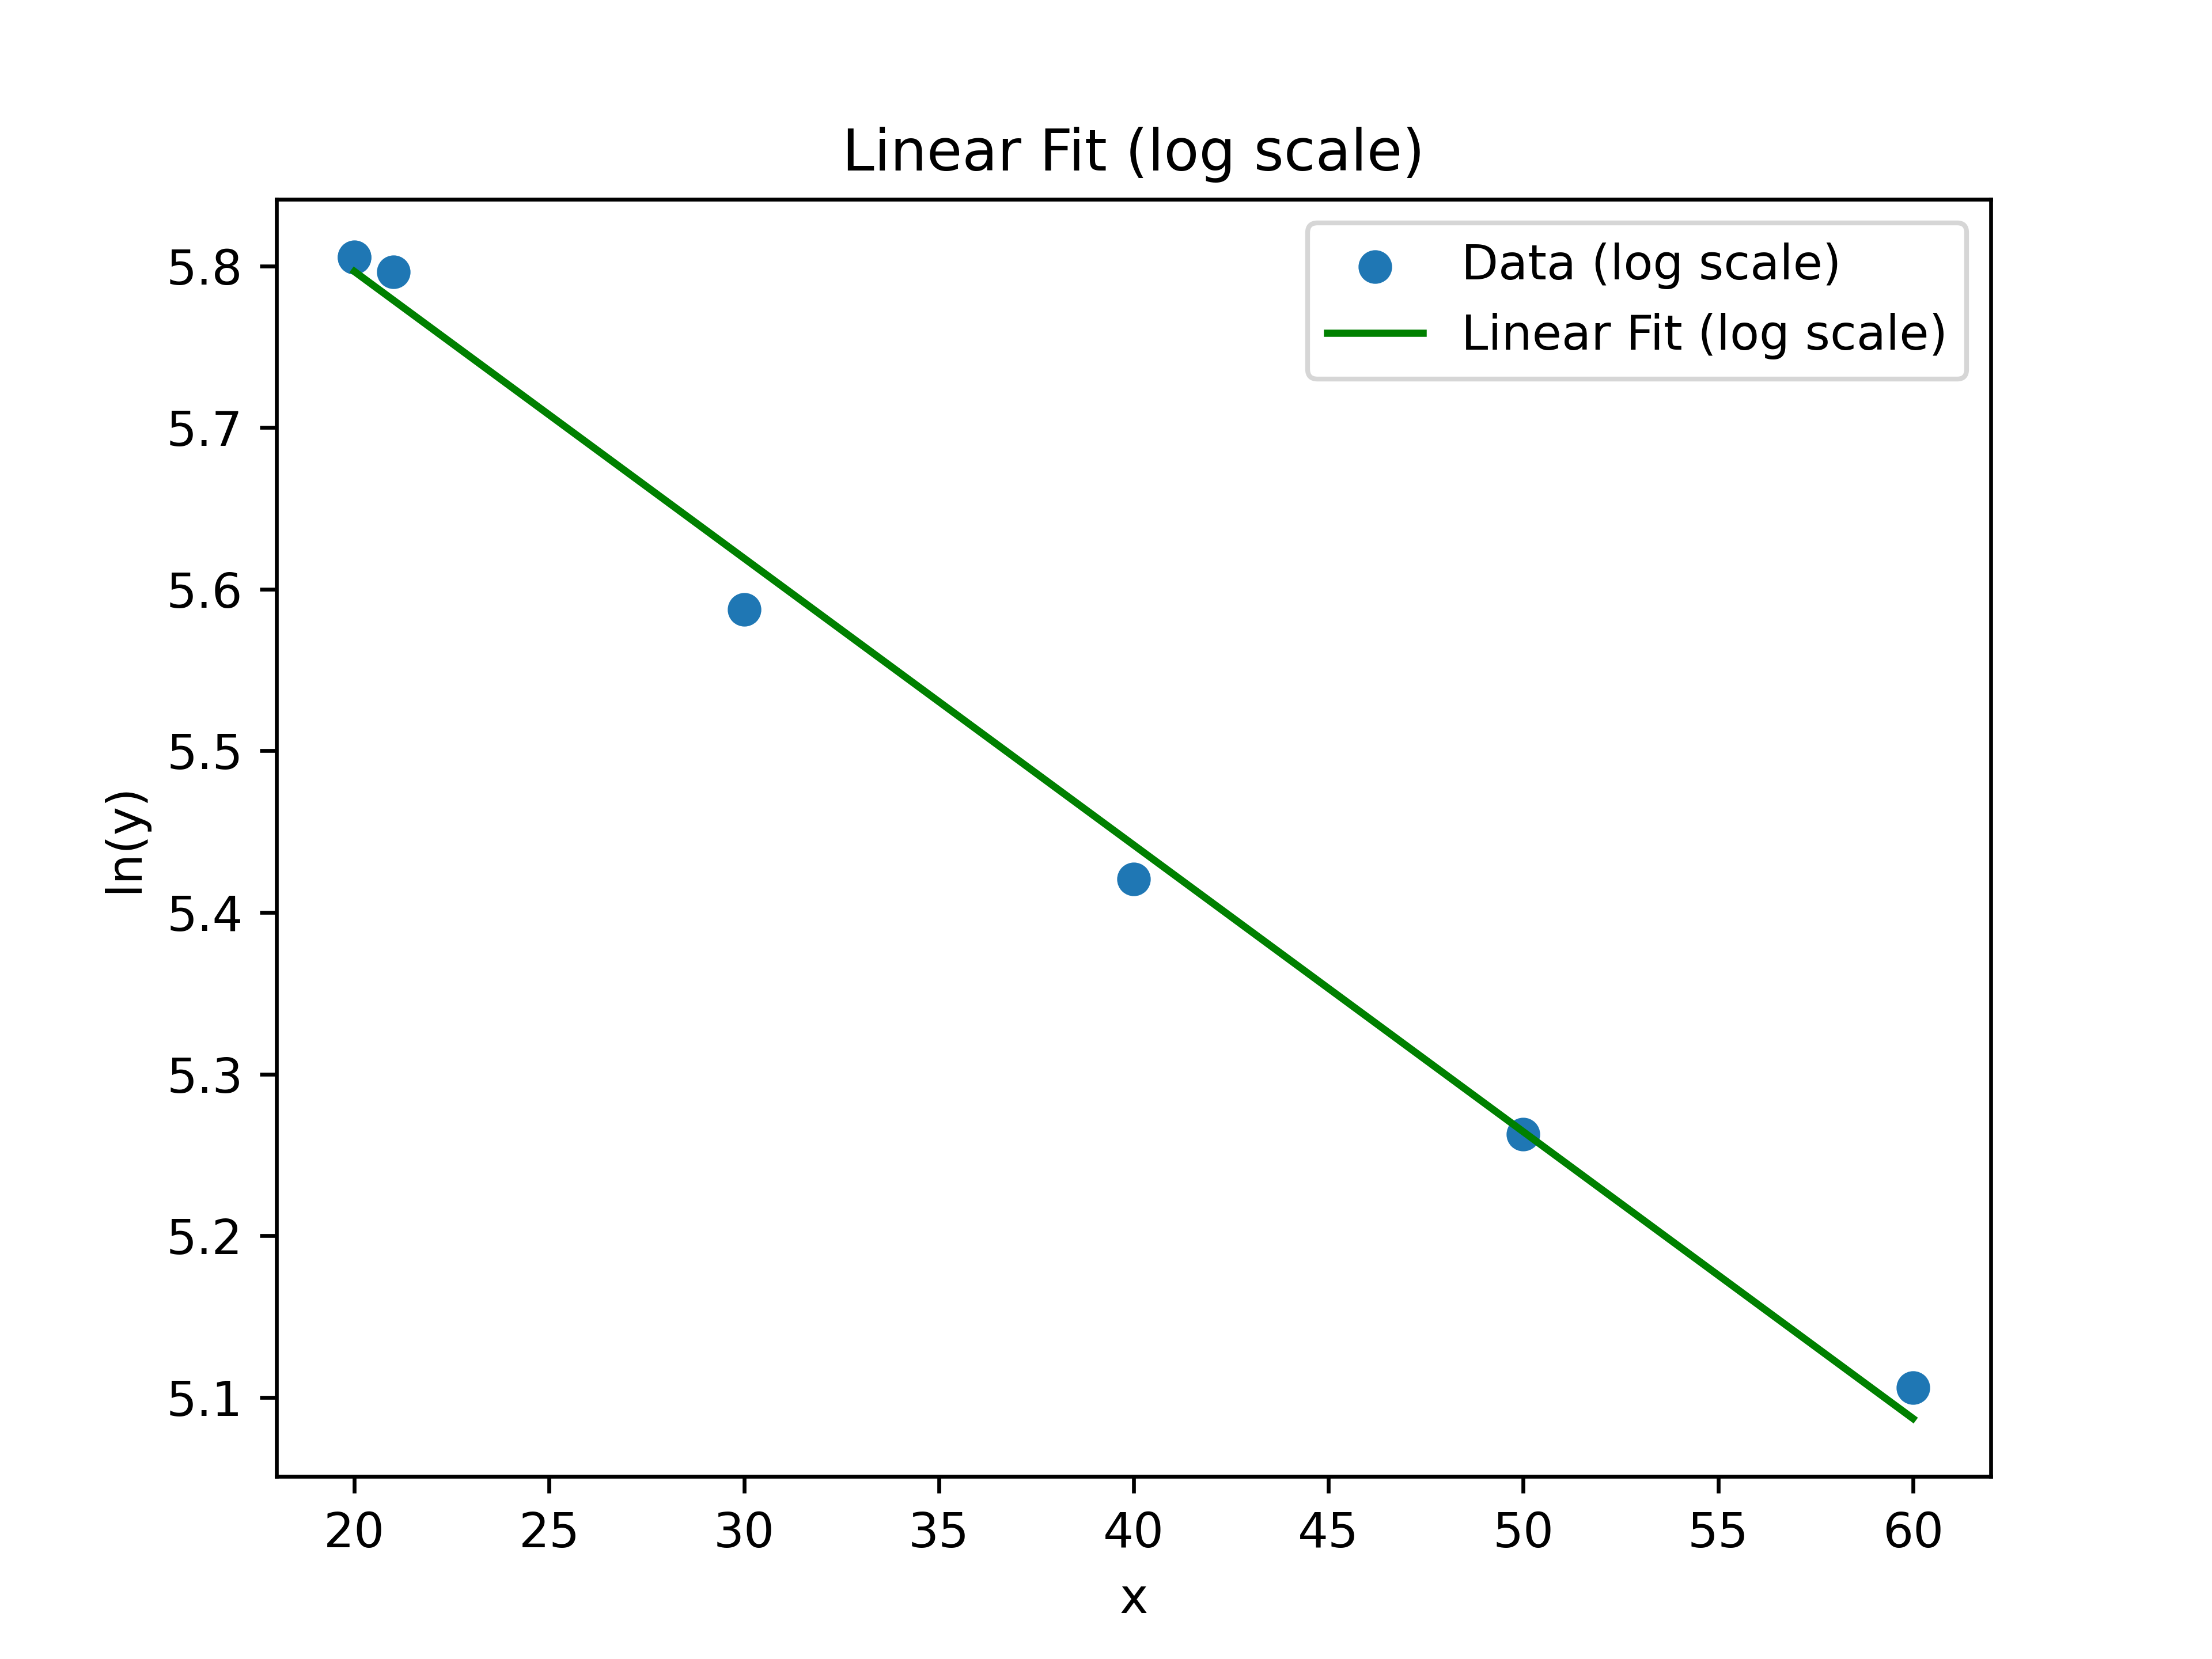 Linear Fit (log scale)
Data (log scale)
Linear Fit (log scale)
5.8
5.7
5.6
5.5
5.4
5.3
5.2
5.1
ln(y)
20 25 30 35 40 45 50 55 60
x